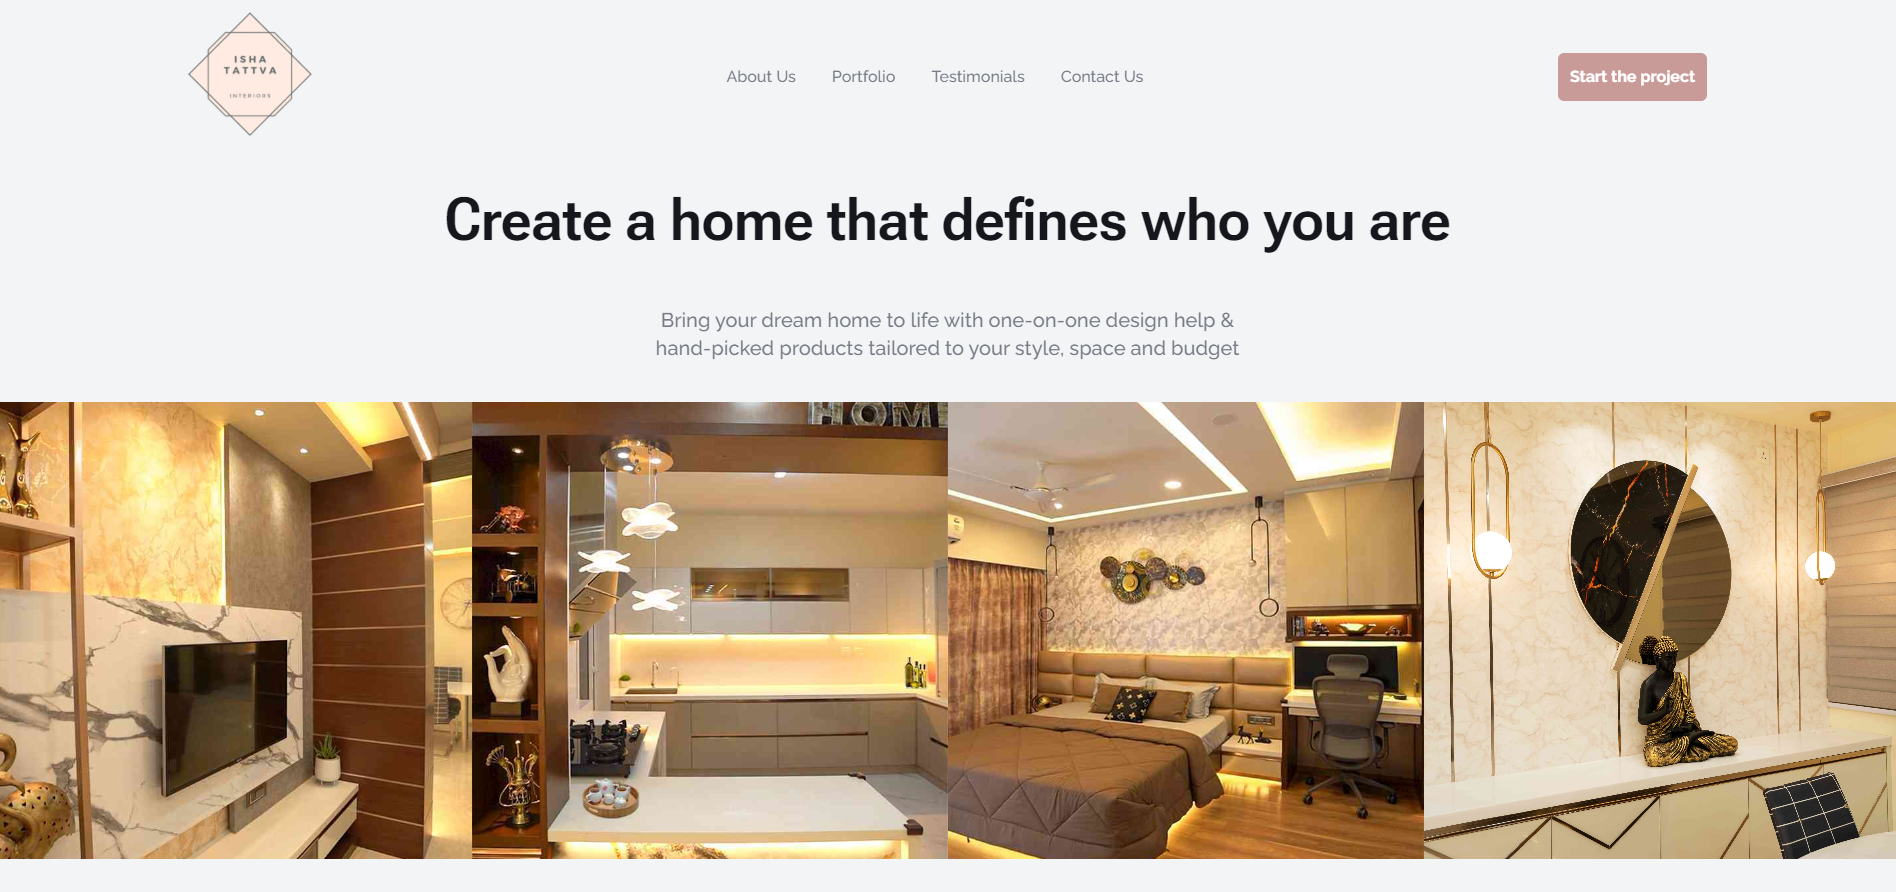 ISHA
TATTVA
INTERIORS
About Us Portfolio Testimonials Contact Us
Start the project
Create a home that defines who you are
Bring your dream home to life with one-on-one design help &
hand-picked products tailored to your style, space and budget
HOM